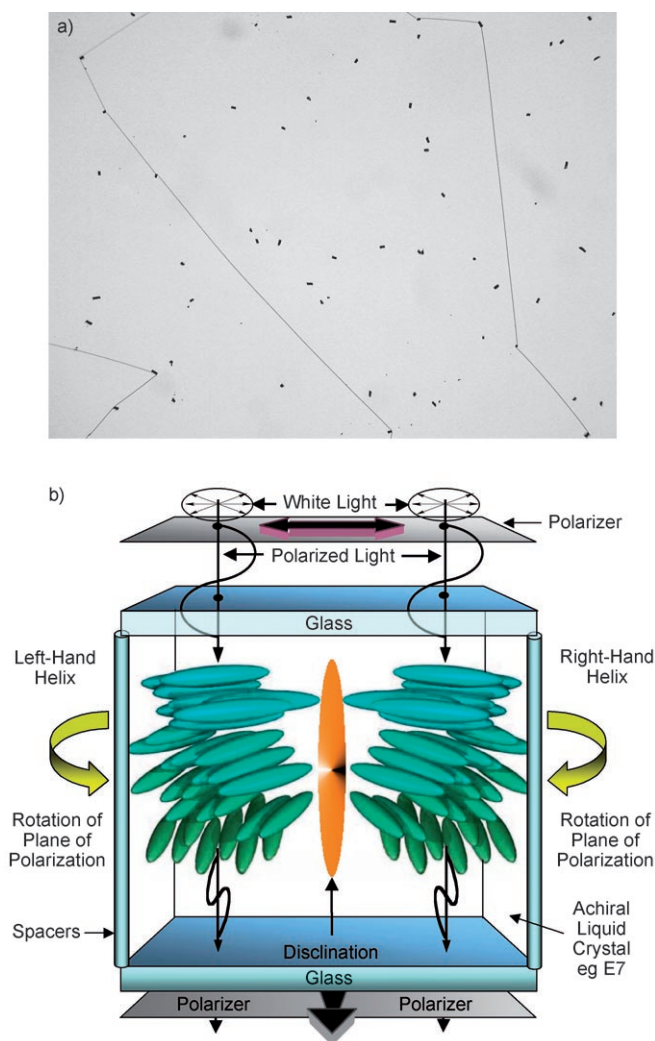 a)
b)
White Light
Polarizer
Polarized Light
Glass
Left-Hand
Helix
Right-Hand
Helix
Rotation of
Plane of
Polarization
Rotation of
Plane of
Polarization
Spacers
Achiral
Liquid
Crystal
eg E7
Disclination
Glass
Polarizer
Polarizer